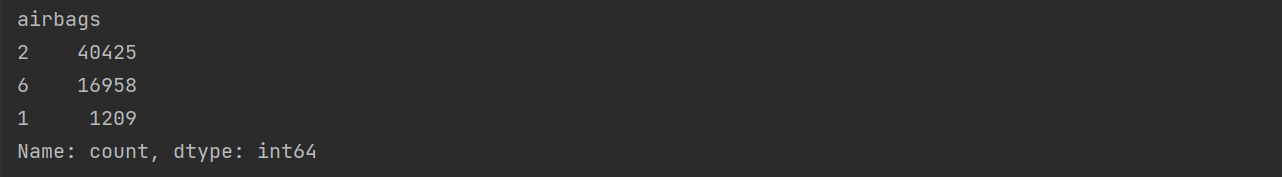 airbags
2    40425
6    16958
1     1209
Name: count, dtype: int64